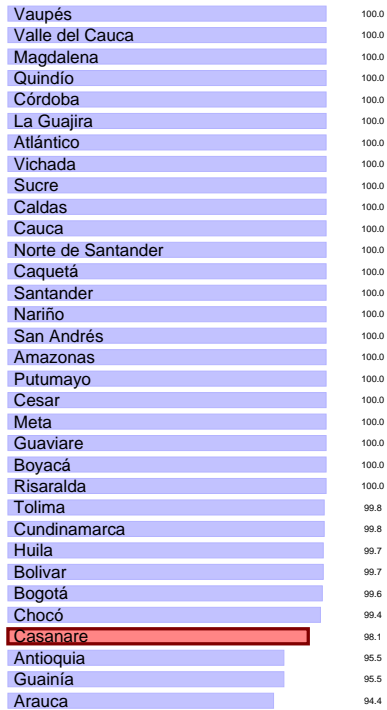 Vaupés 100.0
Valle del Cauca 100.0
Magdalena 100.0
Quindío 100.0
Córdoba 100.0
La Guajira 100.0
Atlántico 100.0
Vichada 100.0
Sucre 100.0
Caldas 100.0
Cauca 100.0
Norte de Santander 100.0
Caquetá 100.0
Santander 100.0
Nariño 100.0
San Andrés 100.0
Amazonas 100.0
Putumayo 100.0
Cesar 100.0
Meta 100.0
Guaviare 100.0
Boyacá 100.0
Risaralda 100.0
Tolima 99.8
Cundinamarca 99.8
Huila 99.7
Bolivar 99.7
Bogotá 99.6
Chocó 99.4
Casanare 98.1
Antioquia 95.5
Guainía 95.5
Arauca 94.4